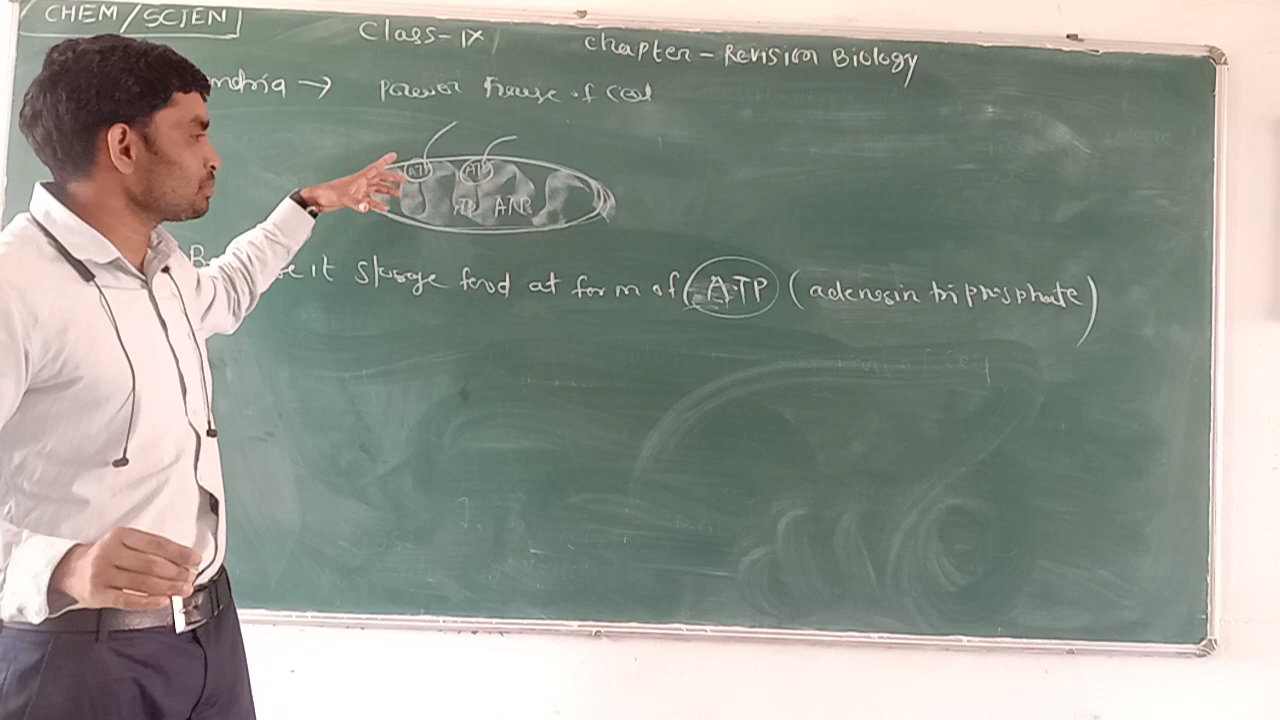 CHEM/SCIEN
Class-IX
Chapter - Revision Biology
ndria → power house of cell
ATP ATP
ATP ATP
it storage food at form of ATP (adenosin triphosphate)